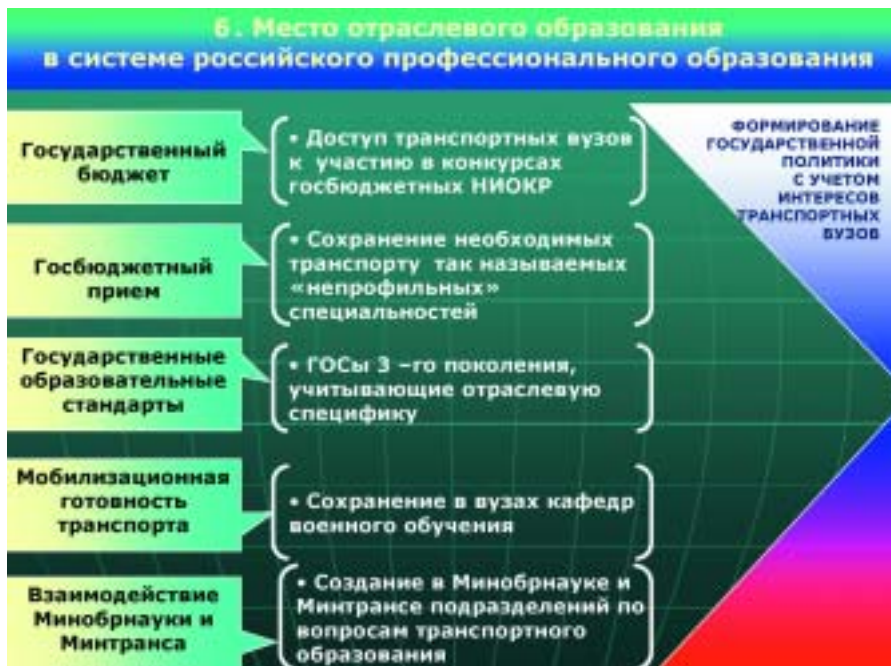 6. Место отраслевого образования
в системе российского профессионального образования
Государственный
бюджет
• Доступ транспортных вузов
к участию в конкурсах
госбюджетных НИОКР
Госбюджетный
прием
• Сохранение необходимых
транспорту так называемых
«непрофильных»
специальностей
Государственные
образовательные
стандарты
• ГОСы 3 –го поколения,
учитывающие отраслевую
специфику
Мобилизационная
готовность
транспорта
• Сохранение в вузах кафедр
военного обучения
Взаимодействие
Минобрнауки и
Минтранса
• Создание в Минобрнауке и
Минтрансе подразделений по
вопросам транспортного
образования
ФОРМИРОВАНИЕ
ГОСУДАРСТВЕННОЙ
ПОЛИТИКИ
С УЧЕТОМ
ИНТЕРЕСОВ
ТРАНСПОРТНЫХ
ВУЗОВ